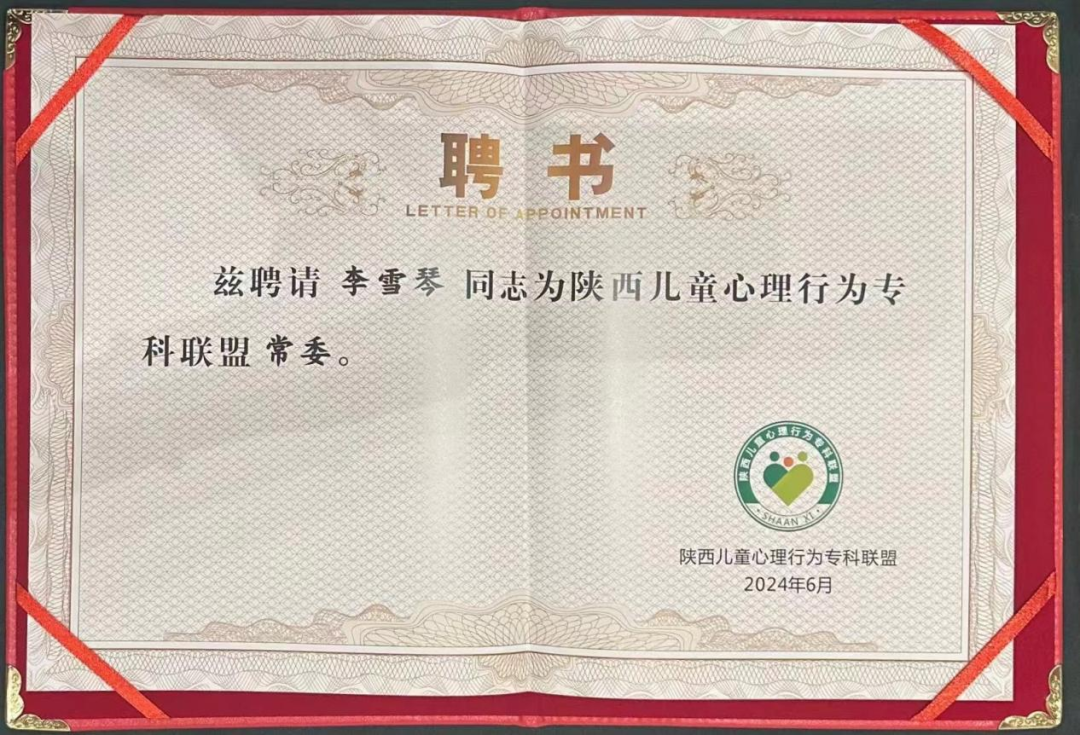 聘书
LETTER OF APPOINTMENT
兹聘请 李雪琴 同志为陕西儿童心理行为专
科联盟 常委。
陕西儿童心理行为专科联盟
SHAAN XI
陕西儿童心理行为专科联盟
2024年6月